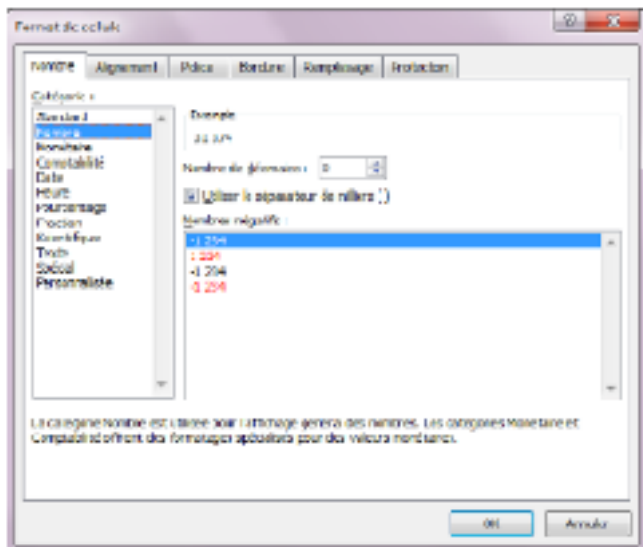 Format de cellule
Nombre Alignement Police Bordure Remplissage Protection
Catégorie :
Standard
Nombre
Monétaire
Comptabilité
Date
Heure
Pourcentage
Fraction
Scientifique
Texte
Spécial
Personnalisée
Exemple
Nombre de décimales : 0
Utiliser le séparateur de milliers ( )
Nombres négatifs :
-1 234
1 234
-1 234
-1 234
La catégorie Nombre est utilisée pour l'affichage général des nombres. Les catégories Monétaire et
Comptabilité offrent des formatages spécialisés pour des valeurs monétaires.
OK Annuler